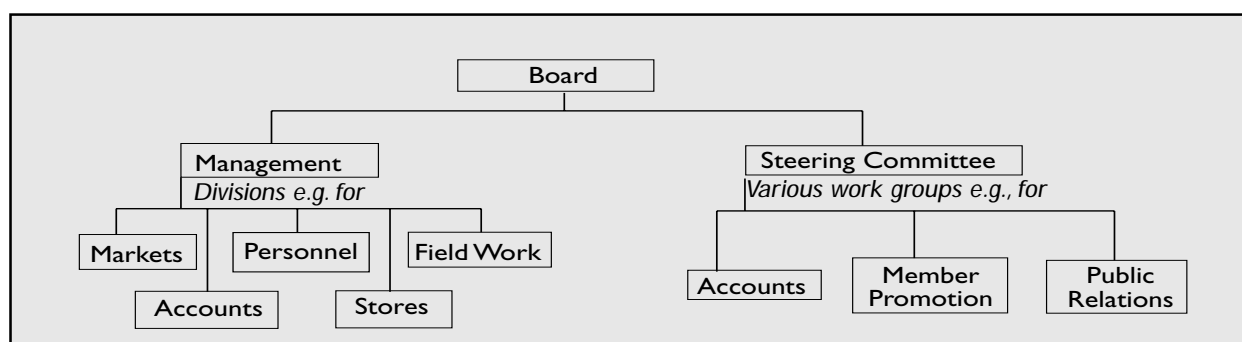 Board
Management
Steering Committee
Divisions e.g. for
Various work groups e.g., for
Markets
Personnel
Field Work
Accounts
Stores
Accounts
Member
Promotion
Public
Relations